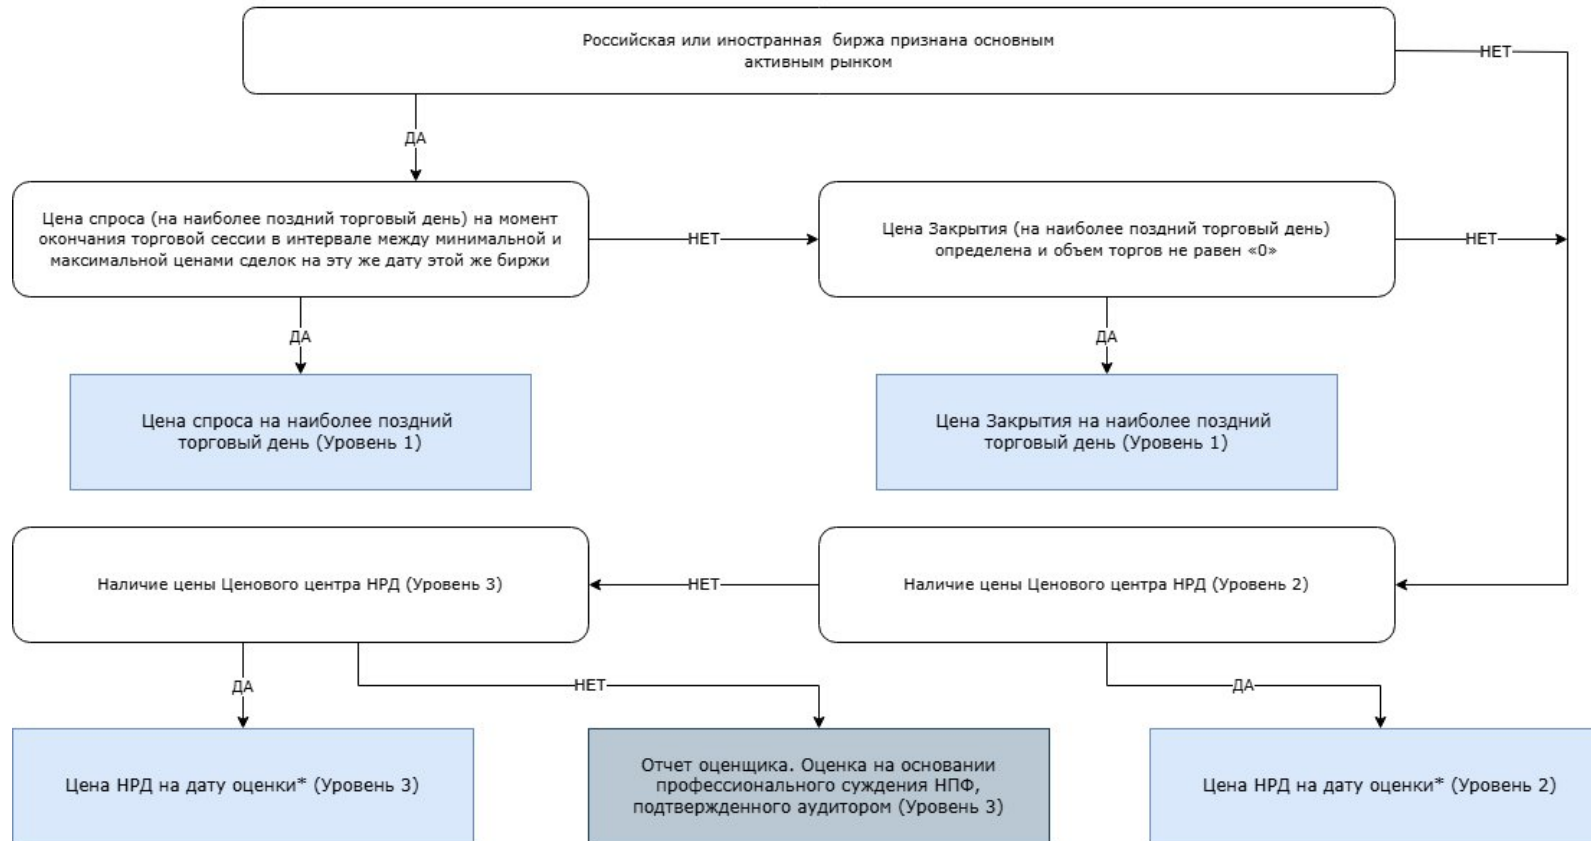 Российская или иностранная биржа признана основным
активным рынком
НЕТ
ДА
Цена спроса (на наиболее поздний торговый день) на момент
окончания торговой сессии в интервале между минимальной и
максимальной ценами сделок на эту же дату этой же биржи
НЕТ
Цена Закрытия (на наиболее поздний торговый день)
определена и объем торгов не равен «0»
НЕТ
ДА
ДА
Цена спроса на наиболее поздний
торговый день (Уровень 1)
Цена Закрытия на наиболее поздний
торговый день (Уровень 1)
Наличие цены Ценового центра НРД (Уровень 3)
НЕТ
Наличие цены Ценового центра НРД (Уровень 2)
ДА
НЕТ
ДА
Цена НРД на дату оценки* (Уровень 3)
Отчет оценщика. Оценка на основании
профессионального суждения НПФ,
подтвержденного аудитором (Уровень 3)
Цена НРД на дату оценки* (Уровень 2)